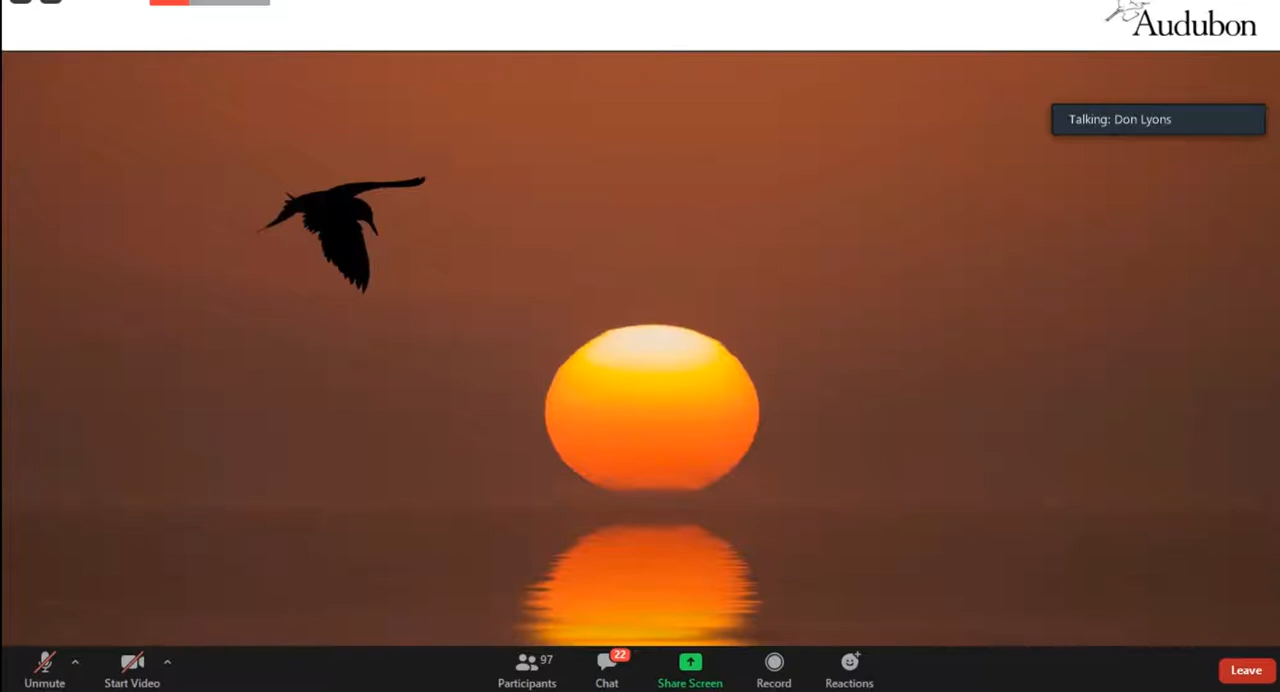 Audubon
Talking: Don Lyons
97
22
Unmute
Start Video
Participants
Chat
Share Screen
Record
Reactions
Leave